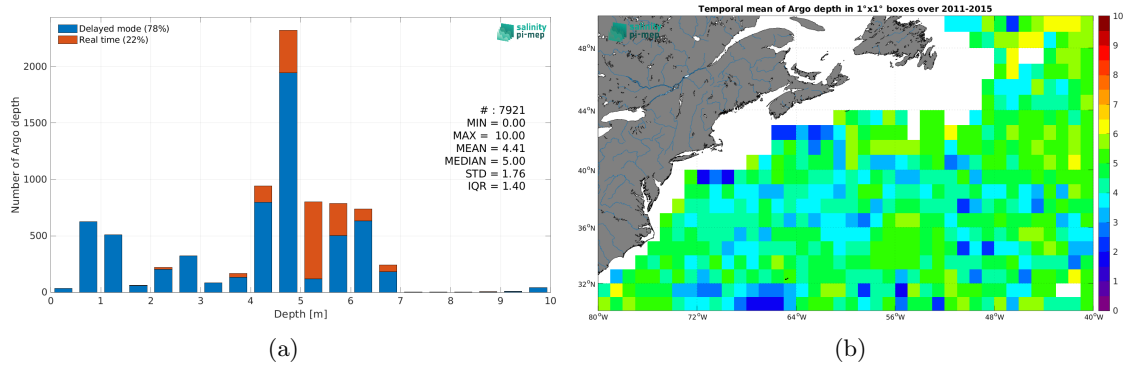 Delayed mode (78%)
Real time (22%)
salinity
pi-mep
# : 7921
MIN = 0.00
MAX = 10.00
MEAN = 4.41
MEDIAN = 5.00
STD = 1.76
IQR = 1.40
Number of Argo depth
2000
1500
1000
500
0
0 1 2 3 4 5 6 7 8 9 10
Depth [m]
(a)
Temporal mean of Argo depth in 1°x1° boxes over 2011-2015
salinity
pi-mep
48°N
44°N
40°N
36°N
32°N
80°W 72°W 64°W 56°W 48°W 40°W
10
9
8
7
6
5
4
3
2
1
0
(b)